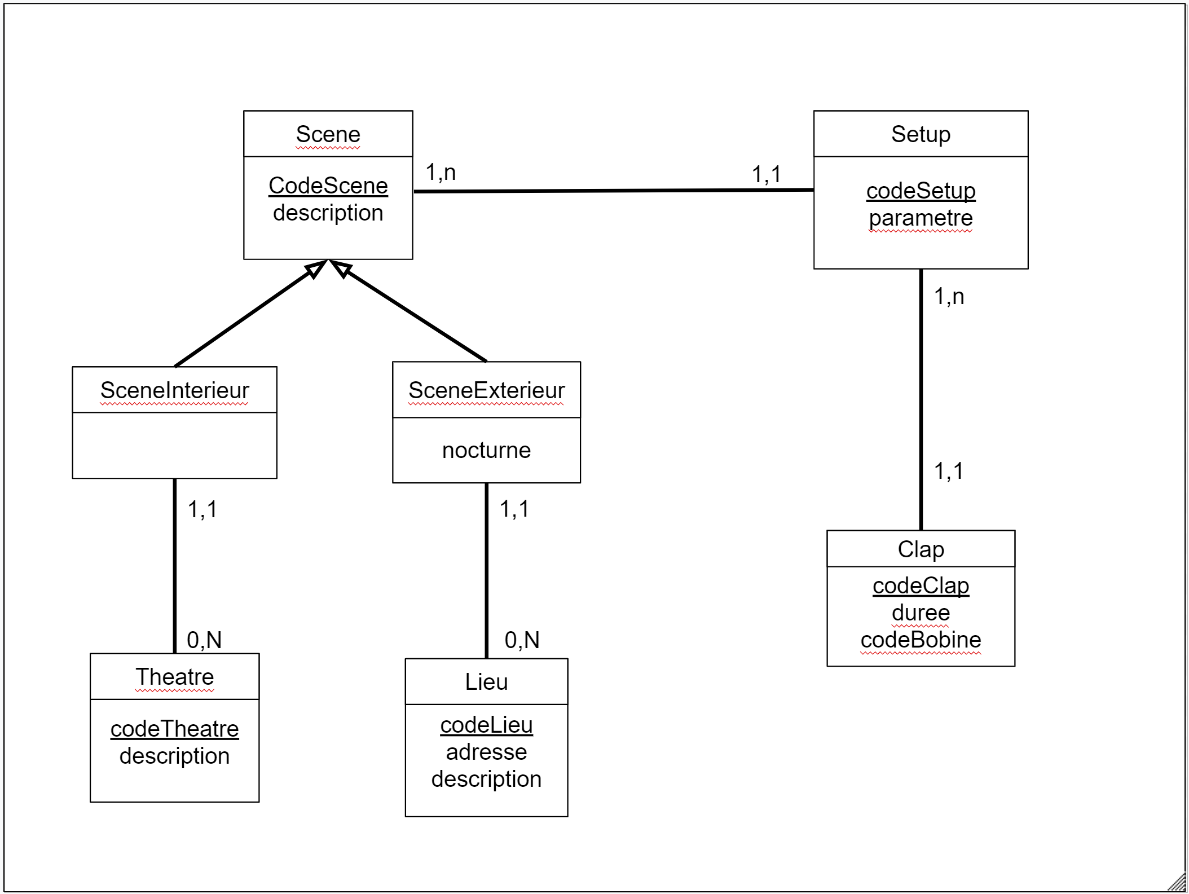 Scene
CodeScene
description
1,n
1,1
Setup
codeSetup
parametre
1,n
1,1
Clap
codeClap
duree
codeBobine
SceneInterieur
1,1
0,N
Theatre
codeTheatre
description
SceneExterieur
nocturne
1,1
0,N
Lieu
codeLieu
adresse
description